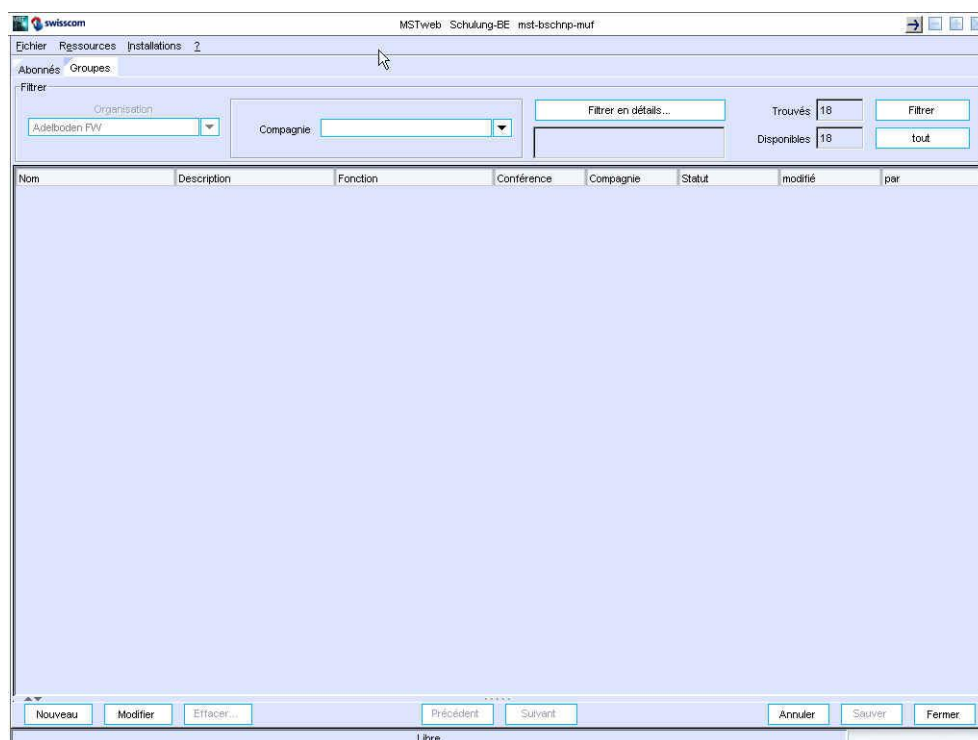 swisscom MSTweb Schulung-BE mst-bschnp-muf
Fichier Ressources Installations ?
Abonnés Groupes
Filtrer
Organisation
Adelboden FW
Compagnie
Filtrer en détails...
Trouvés 18
Filtrer
Disponibles 18
tout
Nom Description Fonction Conférence Compagnie Statut modifié par
Nouveau Modifier Effacer... Précédent Suivant Annuler Sauver Fermer
Libre